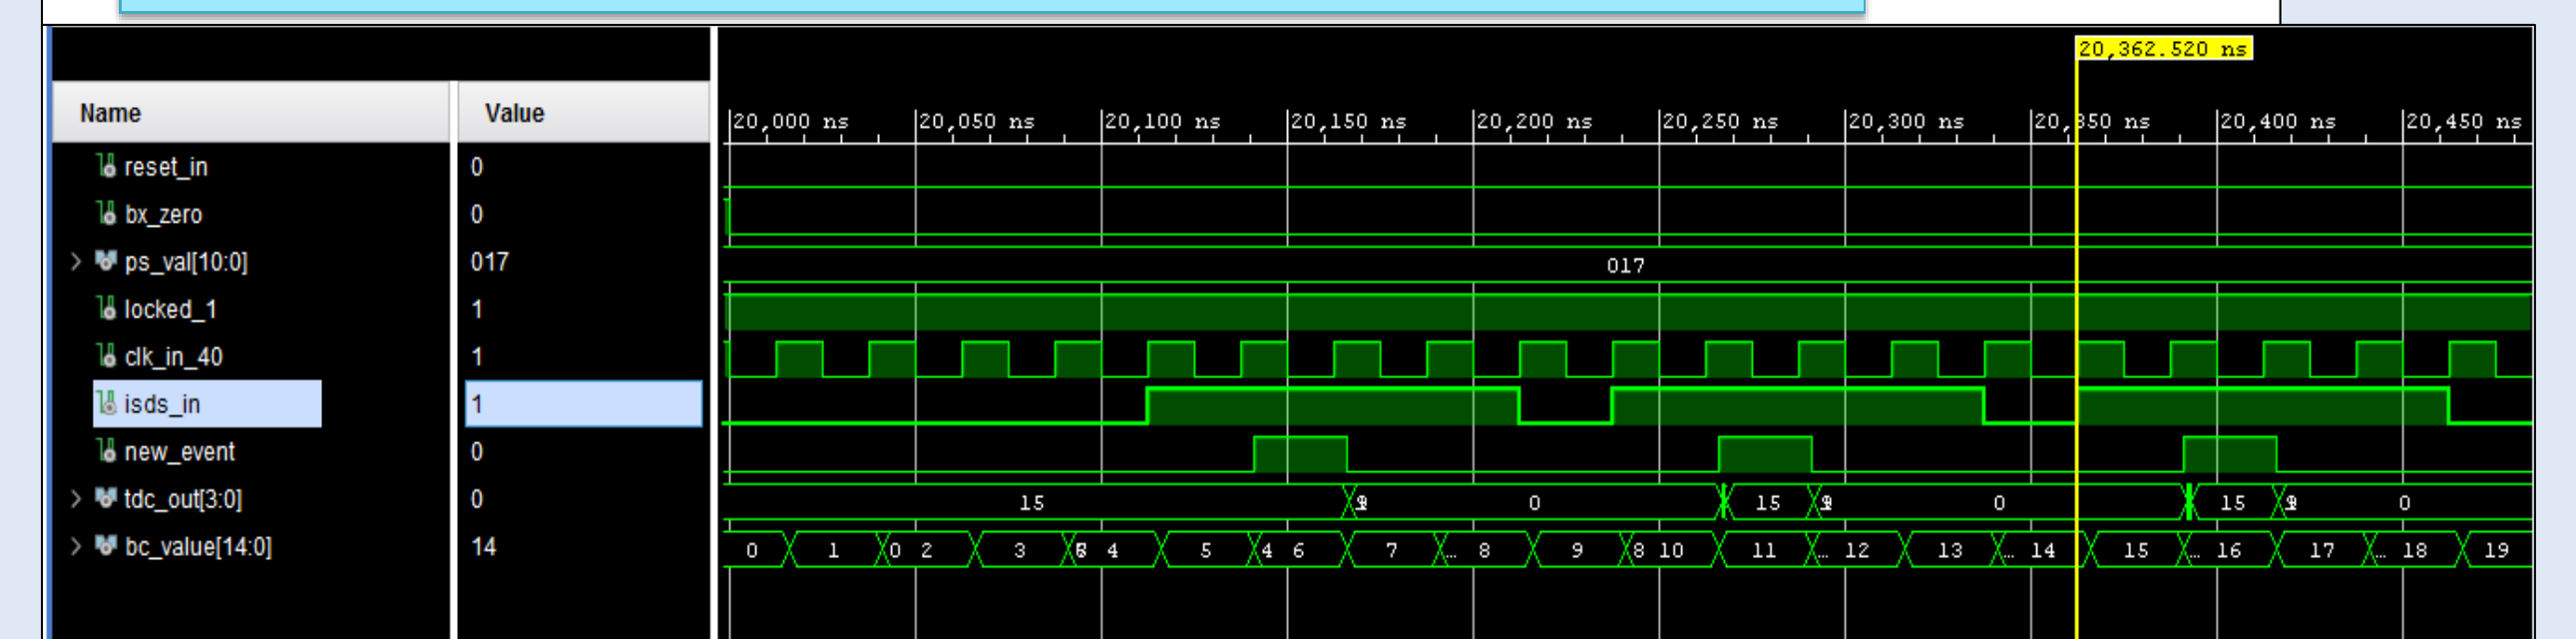 20,362.520 ns
Name Value
20,000 ns 20,050 ns 20,100 ns 20,150 ns 20,200 ns 20,250 ns 20,300 ns 20,350 ns 20,400 ns 20,450 ns
reset_in 0
bx_zero 0
ps_val[10:0] 017 017
locked_1 1
clk_in_40 1
isds_in 1
new_event 0
tdc_out[3:0] 0 15 0 15 0 15 0
bc_value[14:0] 14 0 1 0 2 3 4 5 4 6 7 ... 8 9 8 10 11 ... 12 13 ... 14 15 ... 16 17 ... 18 19